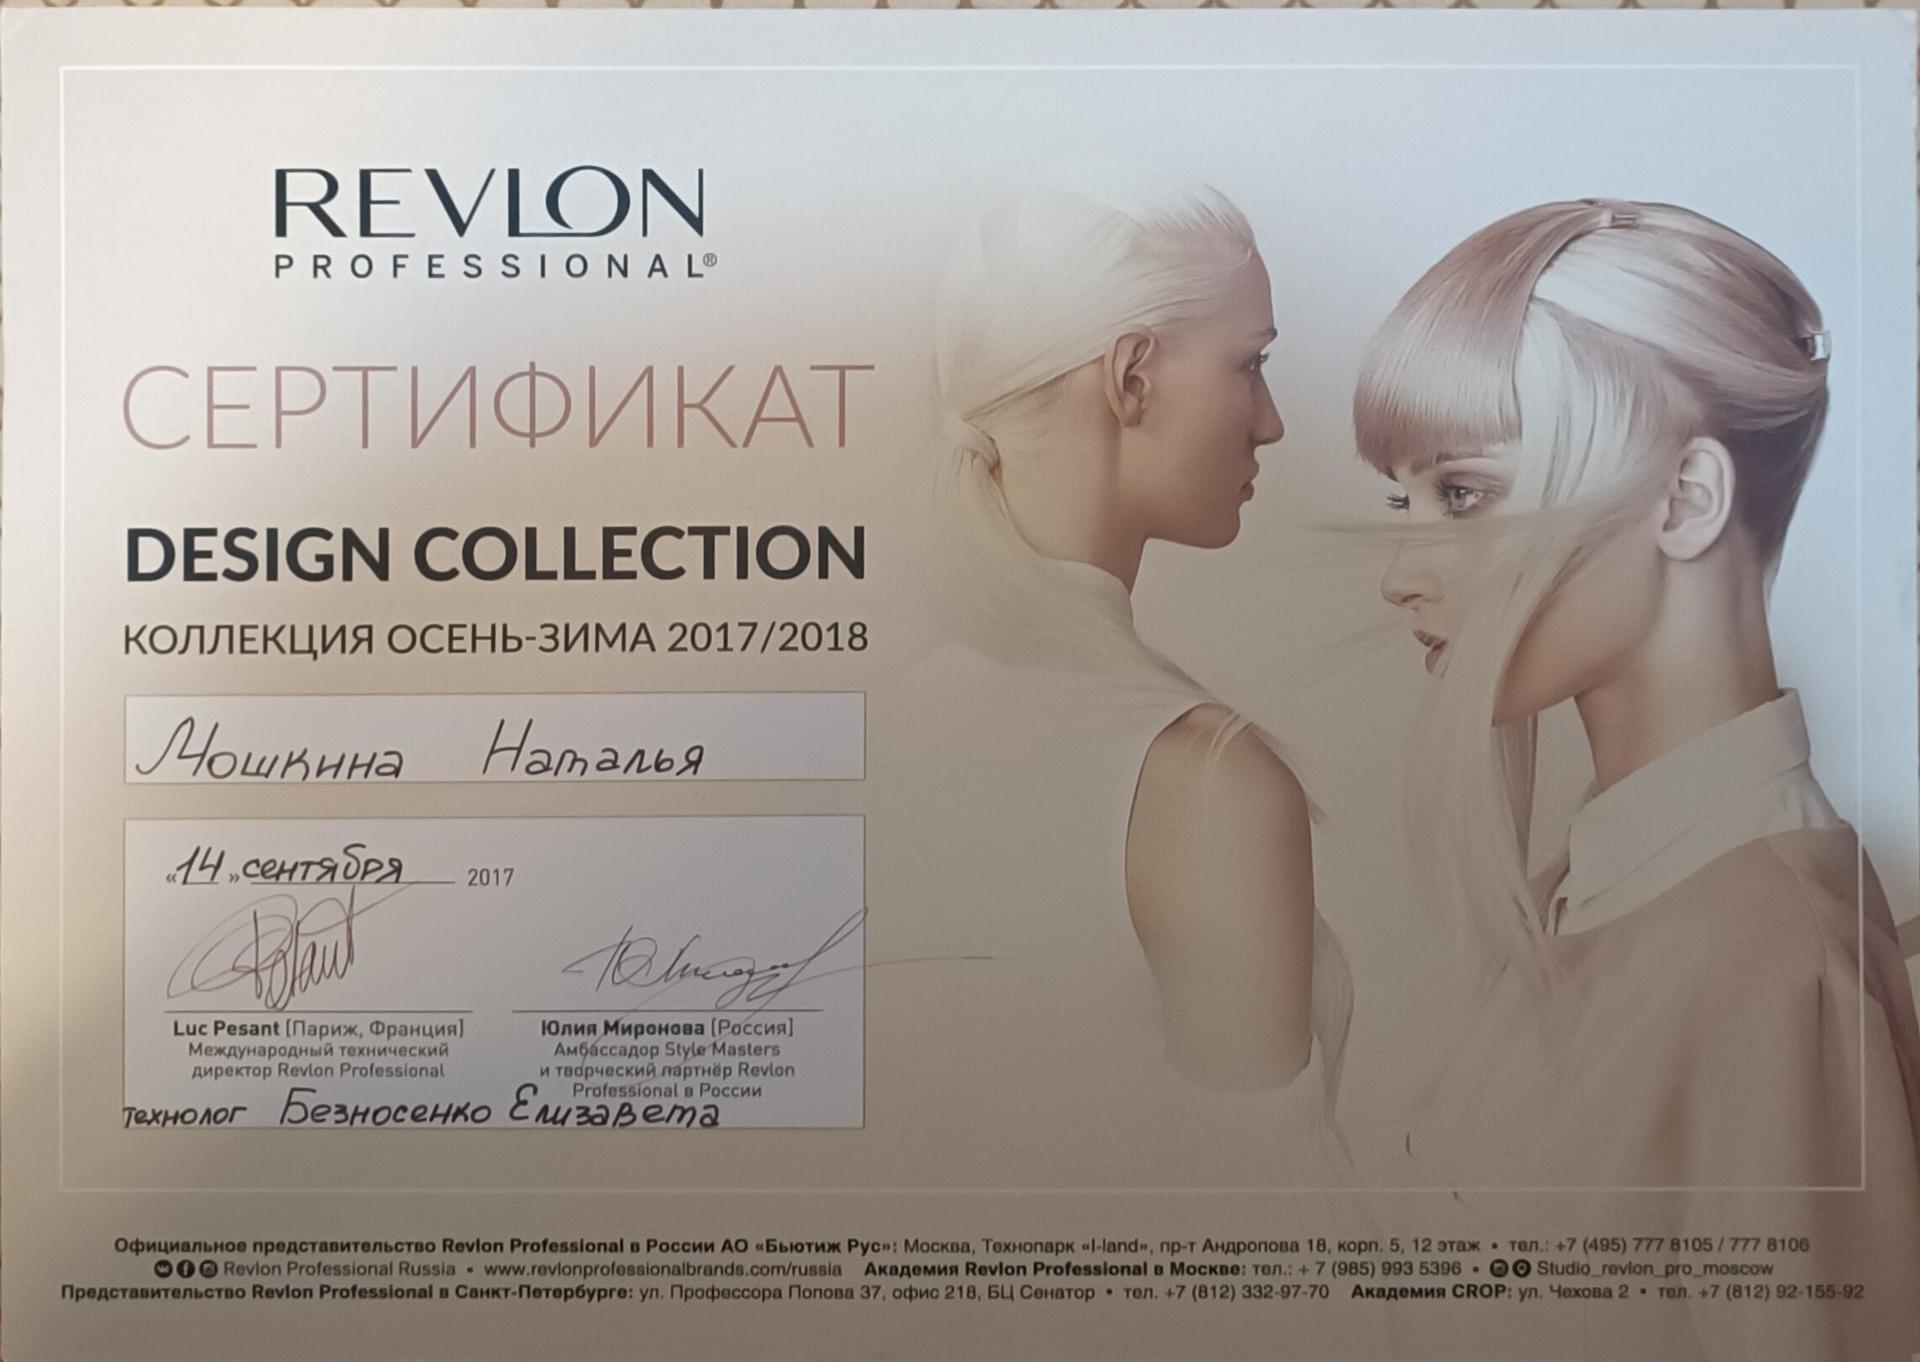 REVLON
PROFESSIONAL®
СЕРТИФИКАТ
DESIGN COLLECTION
КОЛЛЕКЦИЯ ОСЕНЬ-ЗИМА 2017/2018
Мошкина Наталья
«14» сентября 2017
Luc Pesant [Париж, Франция]
Международный технический
директор Revlon Professional
Юлия Миронова [Россия]
Амбассадор Style Masters
и творческий партнёр Revlon
Professional в России
технолог Безносенко Елизавета
Официальное представительство Revlon Professional в России АО «Бьютиж Рус»: Москва, Технопарк «I-land», пр-т Андропова 18, корп. 5, 12 этаж • тел.: +7 (495) 777 8105 / 777 8106
Revlon Professional Russia • www.revlonprofessionalbrands.com/russia Академия Revlon Professional в Москве: тел.: + 7 (985) 993 5396 • Studio_revlon_pro_moscow
Представительство Revlon Professional в Санкт-Петербурге: ул. Профессора Попова 37, офис 218, БЦ Сенатор • тел. +7 (812) 332-97-70 Академия CROP: ул. Чехова 2 • тел. +7 (812) 92-155-92